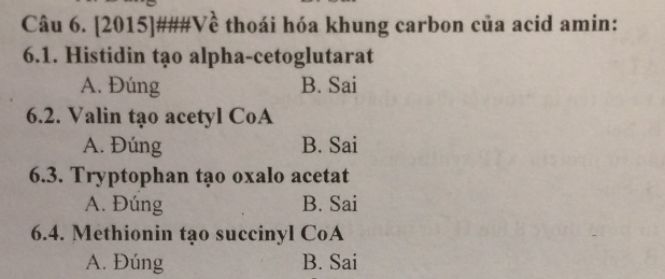 Câu 6. [2015]###Về thoái hóa khung carbon của acid amin:
6.1. Histidin tạo alpha-cetoglutarat
A. Đúng B. Sai
6.2. Valin tạo acetyl CoA
A. Đúng B. Sai
6.3. Tryptophan tạo oxalo acetat
A. Đúng B. Sai
6.4. Methionin tạo succinyl CoA
A. Đúng B. Sai